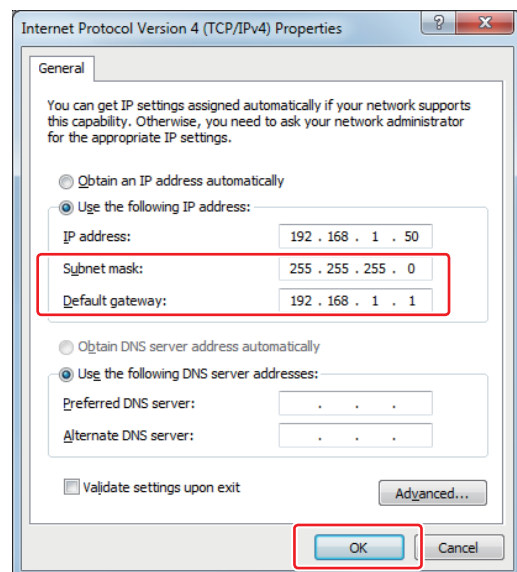 Internet Protocol Version 4 (TCP/IPv4) Properties
General
You can get IP settings assigned automatically if your network supports
this capability. Otherwise, you need to ask your network administrator
for the appropriate IP settings.
Obtain an IP address automatically
Use the following IP address:
IP address: 192 . 168 . 1 . 50
Subnet mask: 255 . 255 . 255 . 0
Default gateway: 192 . 168 . 1 . 1
Obtain DNS server address automatically
Use the following DNS server addresses:
Preferred DNS server: . . .
Alternate DNS server: . . .
Validate settings upon exit
Advanced...
OK Cancel